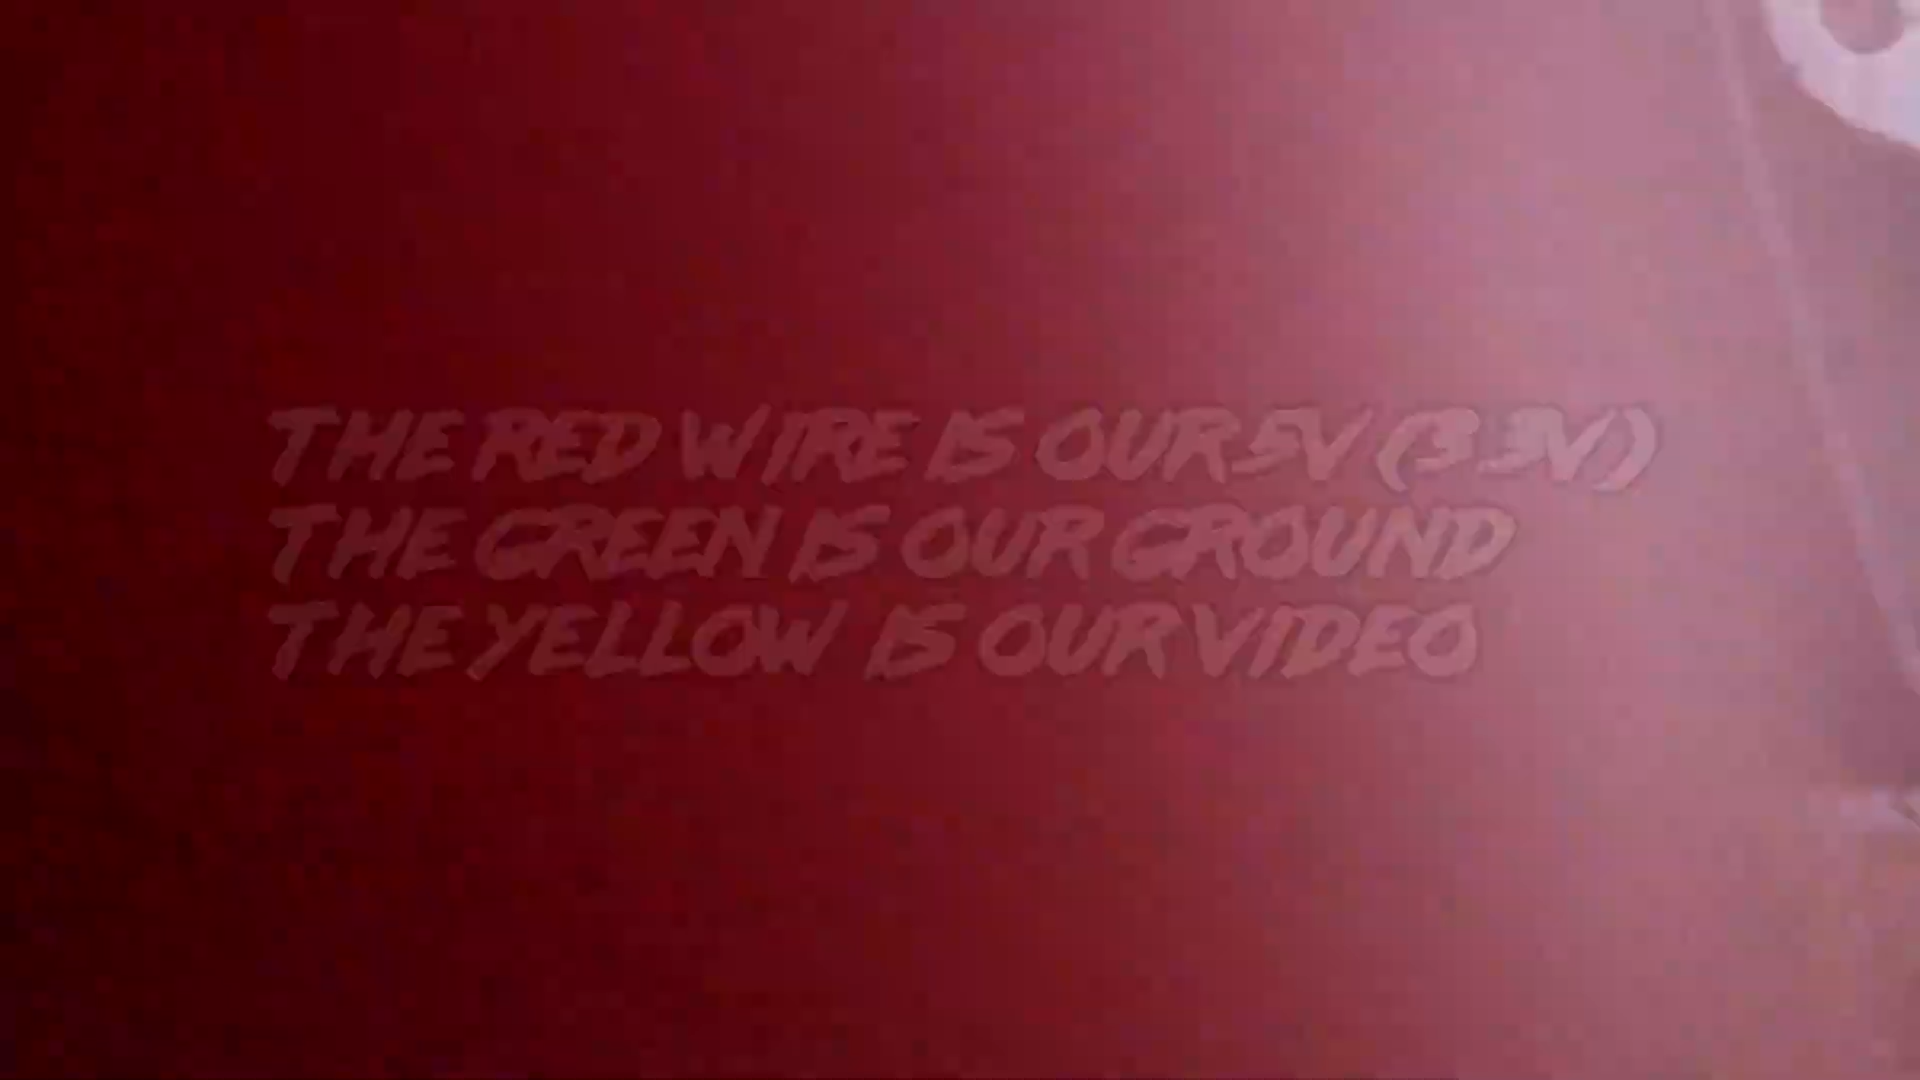 THE RED WIRE IS OUR 5V (3.3V)
THE GREEN IS OUR GROUND
THE YELLOW IS OUR VIDEO